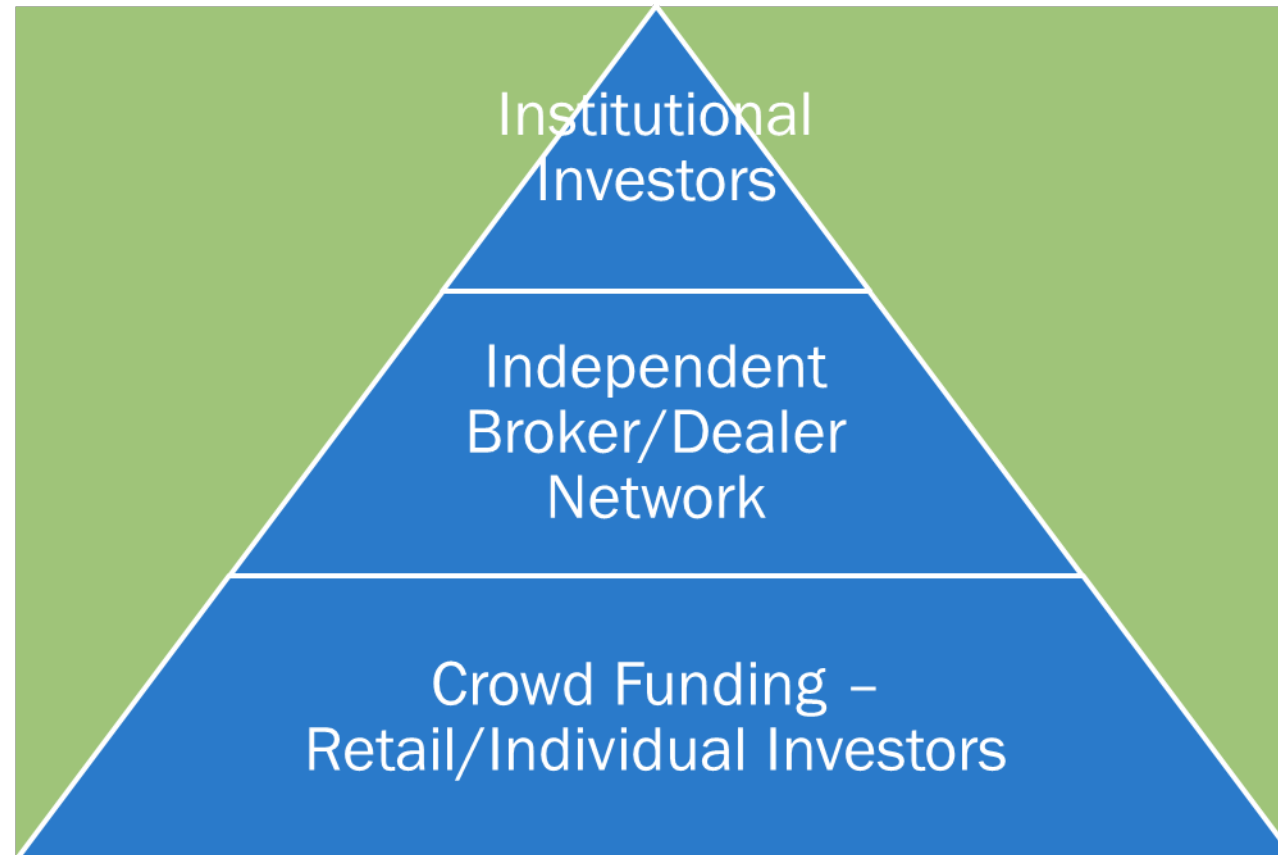 Institutional
Investors
Independent
Broker/Dealer
Network
Crowd Funding –
Retail/Individual Investors